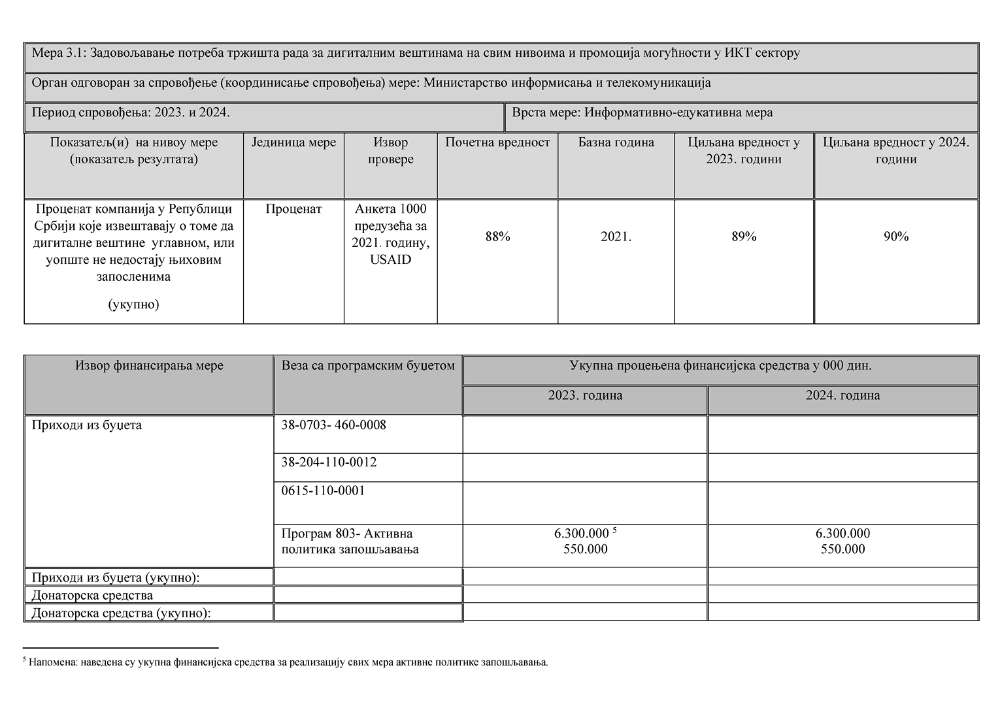 Мера 3.1: Задовољавање потреба тржишта рада за дигиталним вештинама на свим нивоима и промоција могућности у ИКТ сектору
Орган одговоран за спровођење (координисање спровођења) мере: Министарство информисања и телекомуникација
Период спровођења: 2023. и 2024.
Врста мере: Информативно-едукативна мера
Показатељ(и) на нивоу мере
(показатељ резултата)
Јединица мере
Извор
провере
Почетна вредност
Базна година
Циљана вредност у
2023. години
Циљана вредност у 2024.
години
Проценат компанија у Републици
Србији које извештавају о томе да
дигиталне вештине углавном, или
уопште не недостају њиховим
запосленима
(укупно)
Проценат
Анкета 1000
предузећа за
2021. годину,
USAID
88%
2021.
89%
90%
Извор финансирања мере
Веза са програмским буџетом
Укупна процењена финансијска средства у 000 дин.
2023. година
2024. година
Приходи из буџета
38-0703- 460-0008
38-204-110-0012
0615-110-0001
Програм 803- Активна
политика запошљавања
6.300.000 5
550.000
6.300.000
550.000
Приходи из буџета (укупно):
Донаторска средства
Донаторска средства (укупно):
5 Напомена: наведена су укупна финансијска средства за реализацију свих мера активне политике запошљавања.